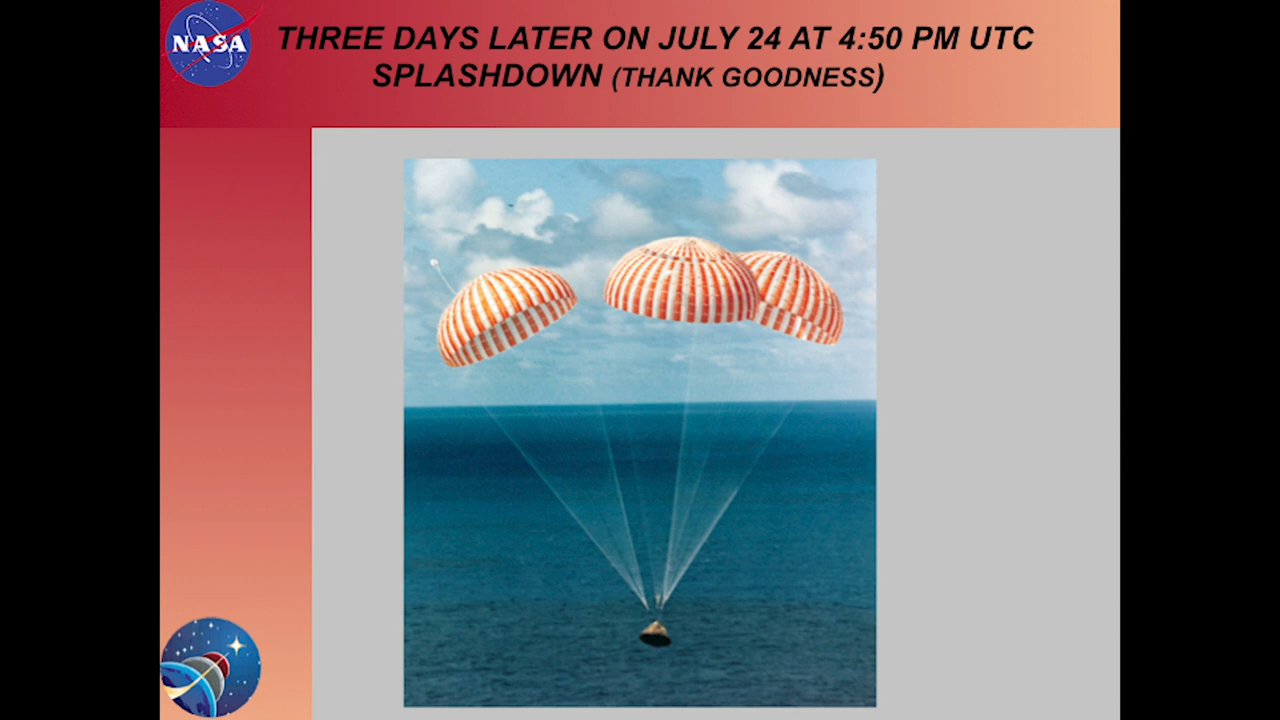 NASA
THREE DAYS LATER ON JULY 24 AT 4:50 PM UTC
SPLASHDOWN (THANK GOODNESS)